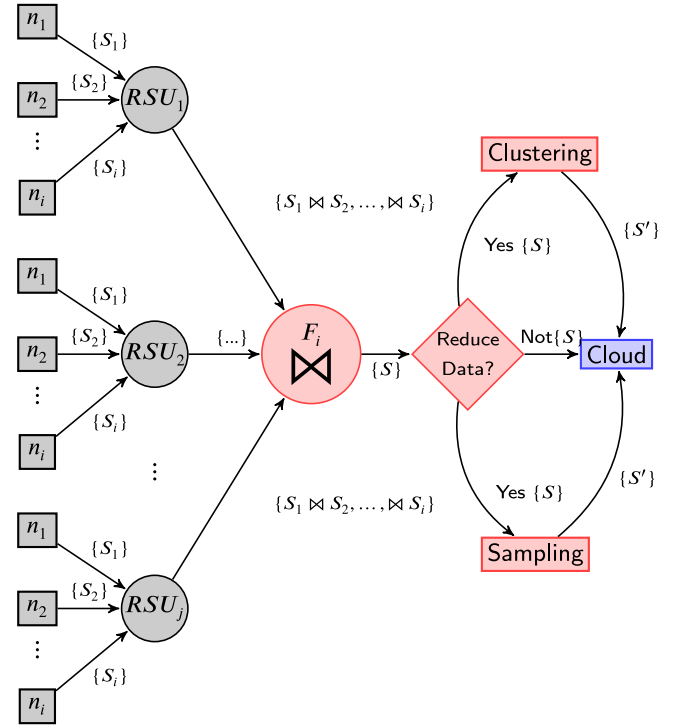 n₁
{S₁}
n₂
{S₂}
⋮
nᵢ
{Sᵢ}
RSU₁
n₁
{S₁}
n₂
{S₂}
⋮
nᵢ
{Sᵢ}
RSU₂
⋮
n₁
{S₁}
n₂
{S₂}
⋮
nᵢ
{Sᵢ}
RSUⱼ
{S₁ ⋈ S₂, …, ⋈ Sᵢ}
{...}
Fᵢ
⋈
{S₁ ⋈ S₂, …, ⋈ Sᵢ}
{S}
Reduce
Data?
Yes {S}
Clustering
{S′}
Not{S}
Cloud
Yes {S}
Sampling
{S′}